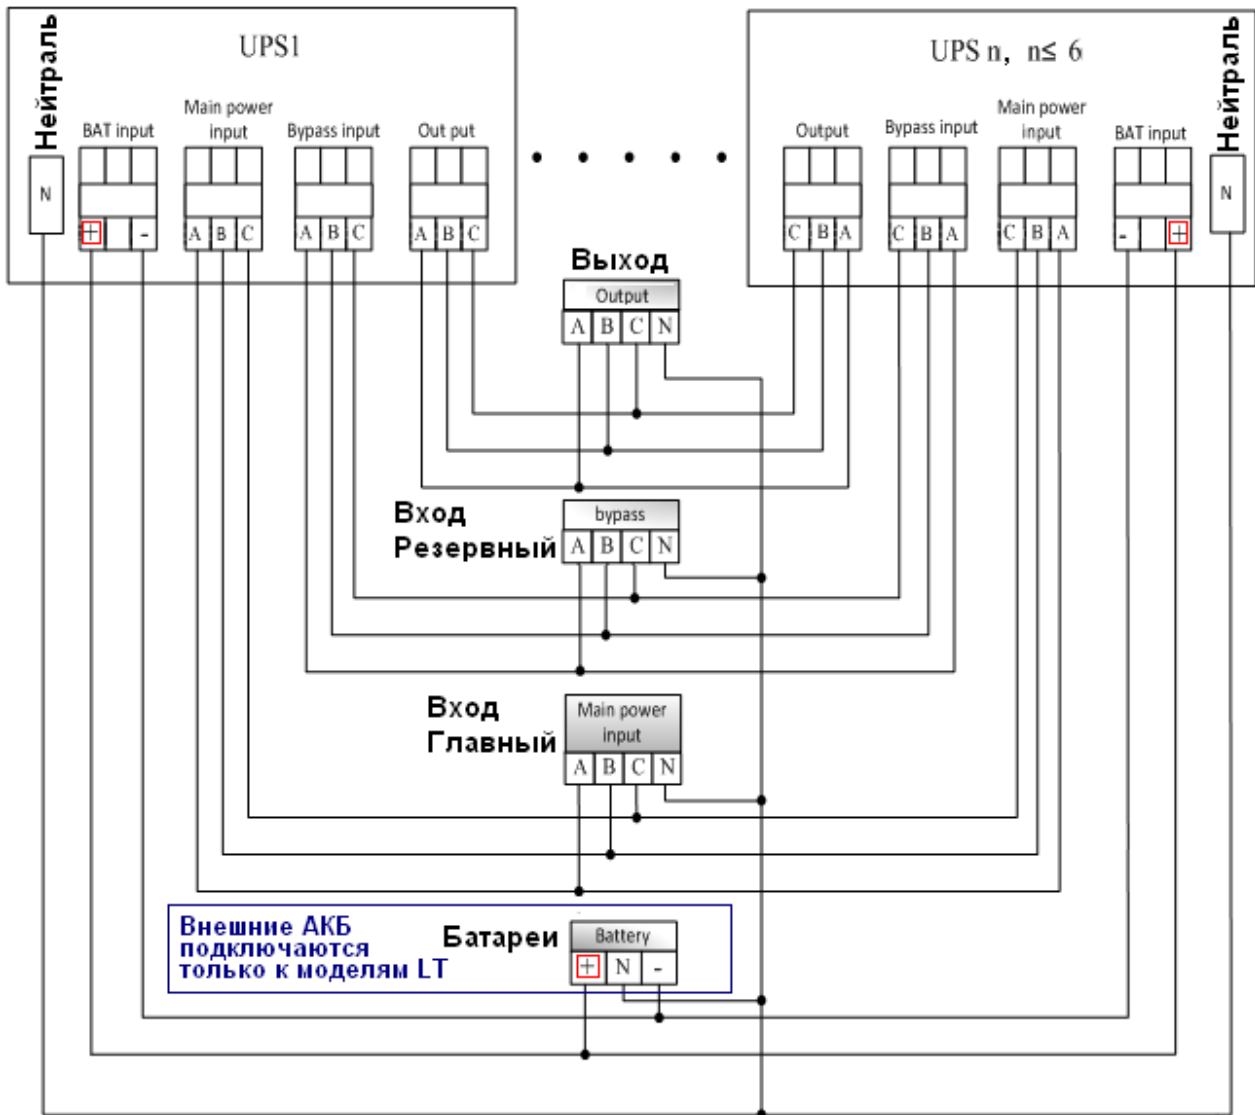 UPS1
Нейтраль
BAT input
Main power
input
Bypass input
Out put
N
+ -
A B C
A B C
A B C
UPS n, n≤ 6
Нейтраль
Output
Bypass input
Main power
input
BAT input
C B A
C B A
C B A
- +
N
Выход
Output
A B C N
Вход
Резервный
bypass
A B C N
Вход
Главный
Main power
input
A B C N
Внешние АКБ
подключаются
только к моделям LT
Батареи
Battery
+ N -